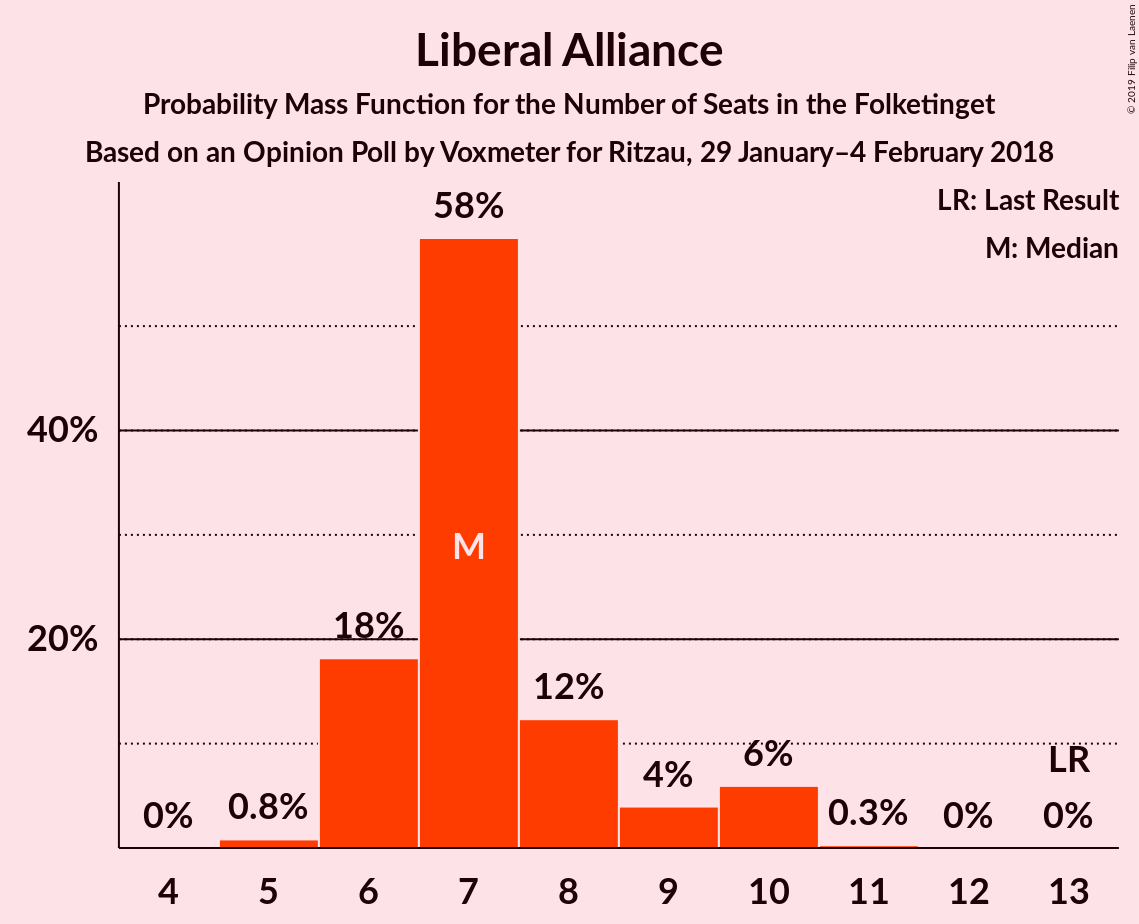 Liberal Alliance
Probability Mass Function for the Number of Seats in the Folketinget
Based on an Opinion Poll by Voxmeter for Ritzau, 29 January–4 February 2018
© 2019 Filip van Laenen
LR: Last Result
M: Median
58%
40%
M
20%
18%
12%
6%
4%
LR
0%
0.8%
0.3%
0%
0%
4 5 6 7 8 9 10 11 12 13